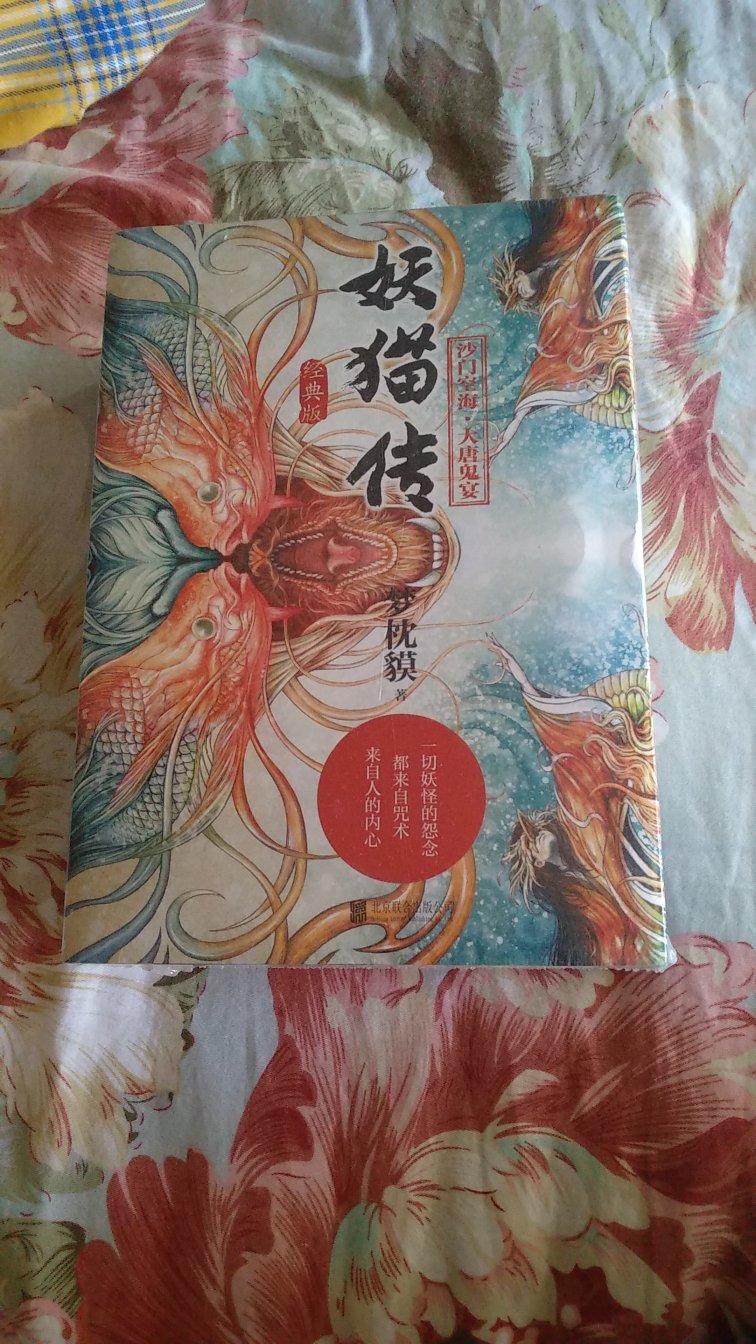 妖猫传
经典版
沙门空海·大唐鬼宴
梦枕貘 著
一切妖怪的怨念
都来自咒术
来自人的内心
北京联合出版公司